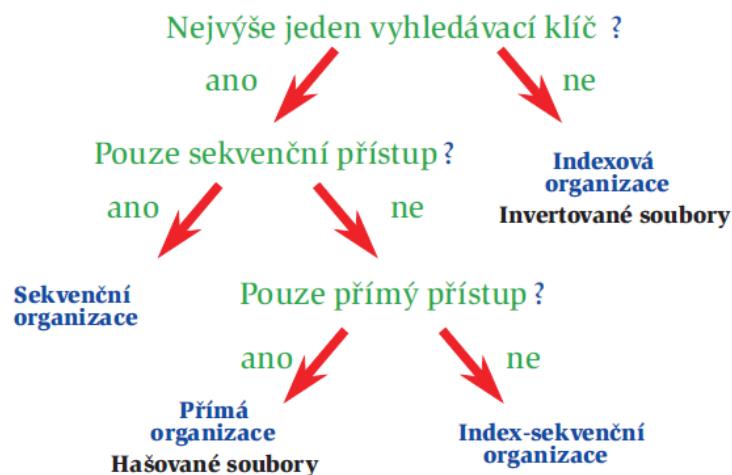 Nejvýše jeden vyhledávací klíč ?
ano
ne
Pouze sekvenční přístup ?
Indexová
organizace
Invertované soubory
ano
ne
Sekvenční
organizace
Pouze přímý přístup ?
ano
ne
Přímá
organizace
Hašované soubory
Index-sekvenční
organizace